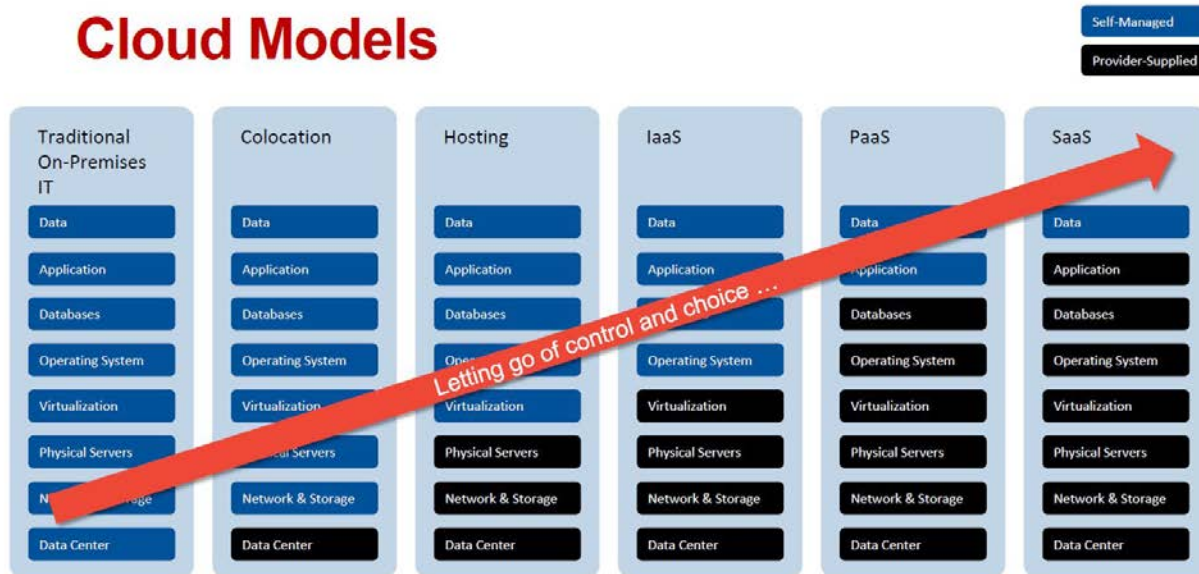 Cloud Models
Self-Managed
Provider-Supplied
Traditional
On-Premises
IT
Data
Application
Databases
Operating System
Virtualization
Physical Servers
Data Center
Colocation
Data
Application
Databases
Operating System
Virtualization
Servers
Network & Storage
Data Center
Hosting
Data
Application
Databases
Virtualization
Physical Servers
Network & Storage
Data Center
IaaS
Data
Application
Operating System
Virtualization
Physical Servers
Network & Storage
Data Center
PaaS
Data
Application
Databases
Operating System
Virtualization
Physical Servers
Network & Storage
Data Center
SaaS
Data
Application
Databases
Operating System
Virtualization
Physical Servers
Network & Storage
Data Center
Letting go of control and choice ...